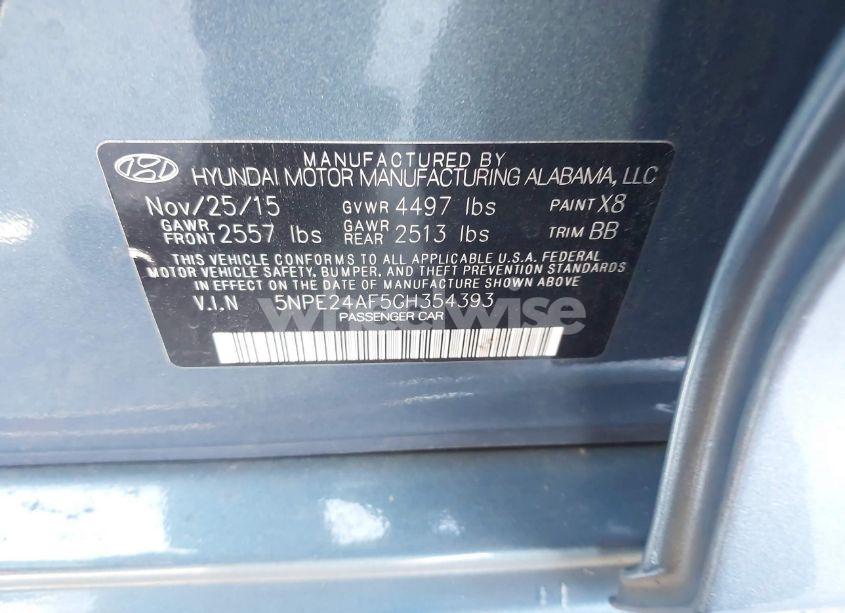 MANUFACTURED BY
HYUNDAI MOTOR MANUFACTURING ALABAMA, LLC
Nov/25/15 GVWR 4497 lbs PAINT X8
GAWR FRONT 2557 lbs GAWR REAR 2513 lbs TRIM BB
THIS VEHICLE CONFORMS TO ALL APPLICABLE U.S.A. FEDERAL
MOTOR VEHICLE SAFETY, BUMPER, AND THEFT PREVENTION STANDARDS
IN EFFECT ON THE DATE OF MANUFACTURE SHOWN ABOVE
V.I.N 5NPE24AF5GH354393
PASSENGER CAR
wheelwise